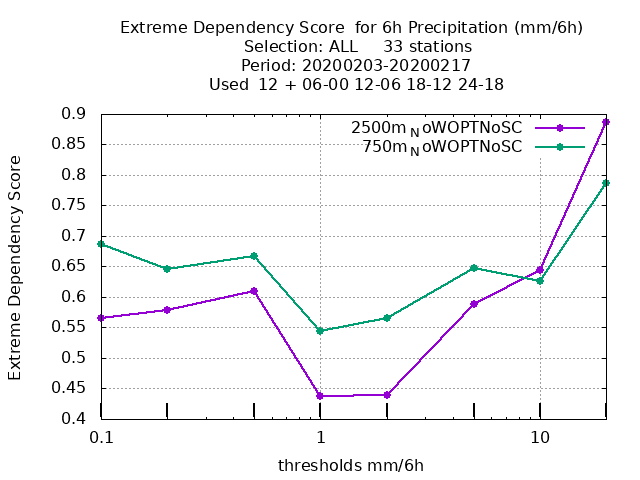 Extreme Dependency Score  for 6h Precipitation (mm/6h)
Selection: ALL     33 stations
Period: 20200203-20200217
Used  12 + 06-00 12-06 18-12 24-18
2500m_NoWOPTNoSC
750m_NoWOPTNoSC
Extreme Dependency Score
0.9
0.85
0.8
0.75
0.7
0.65
0.6
0.55
0.5
0.45
0.4
0.1 1 10
thresholds mm/6h